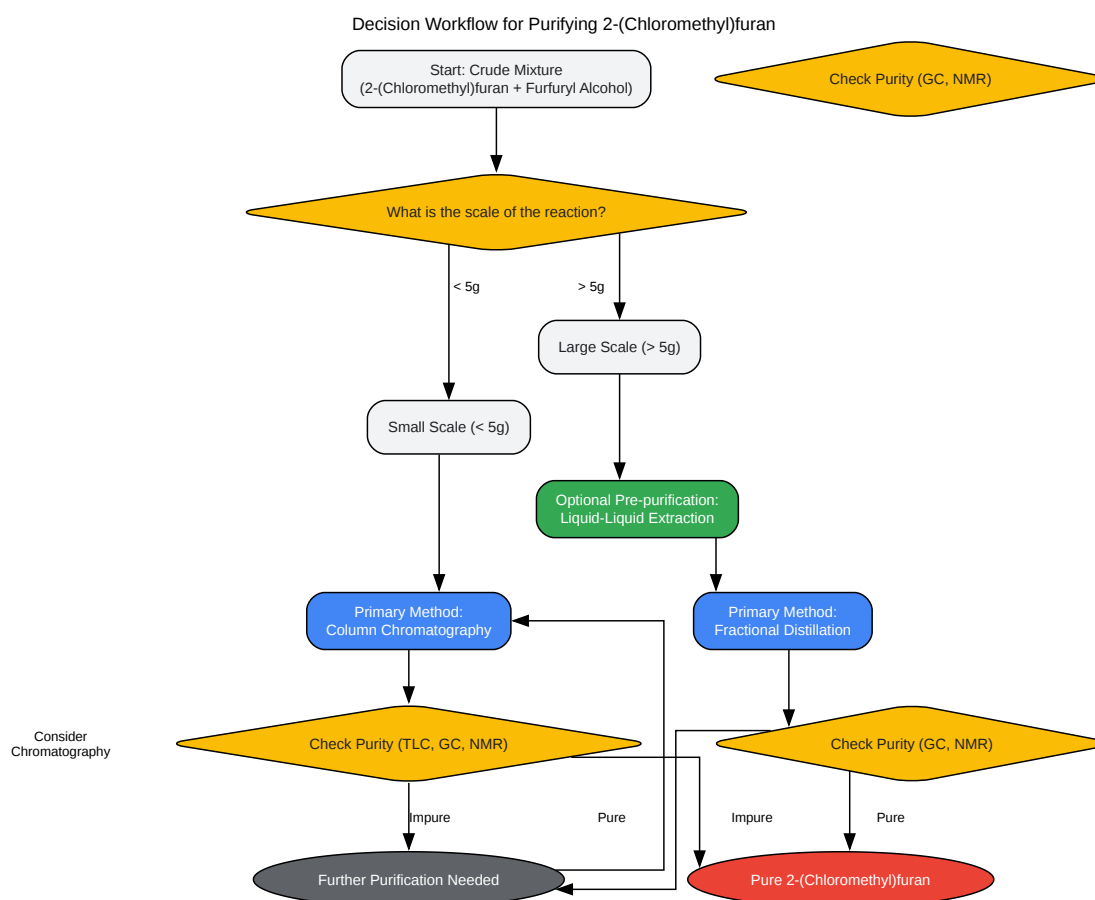 Decision Workflow for Purifying 2-(Chloromethyl)furan
Start: Crude Mixture
(2-(Chloromethyl)furan + Furfuryl Alcohol)
Check Purity (GC, NMR)
What is the scale of the reaction?
< 5g
> 5g
Large Scale (> 5g)
Small Scale (< 5g)
Optional Pre-purification:
Liquid-Liquid Extraction
Primary Method:
Column Chromatography
Primary Method:
Fractional Distillation
Consider
Chromatography
Check Purity (TLC, GC, NMR)
Check Purity (GC, NMR)
Impure
Pure
Impure
Pure
Further Purification Needed
Pure 2-(Chloromethyl)furan